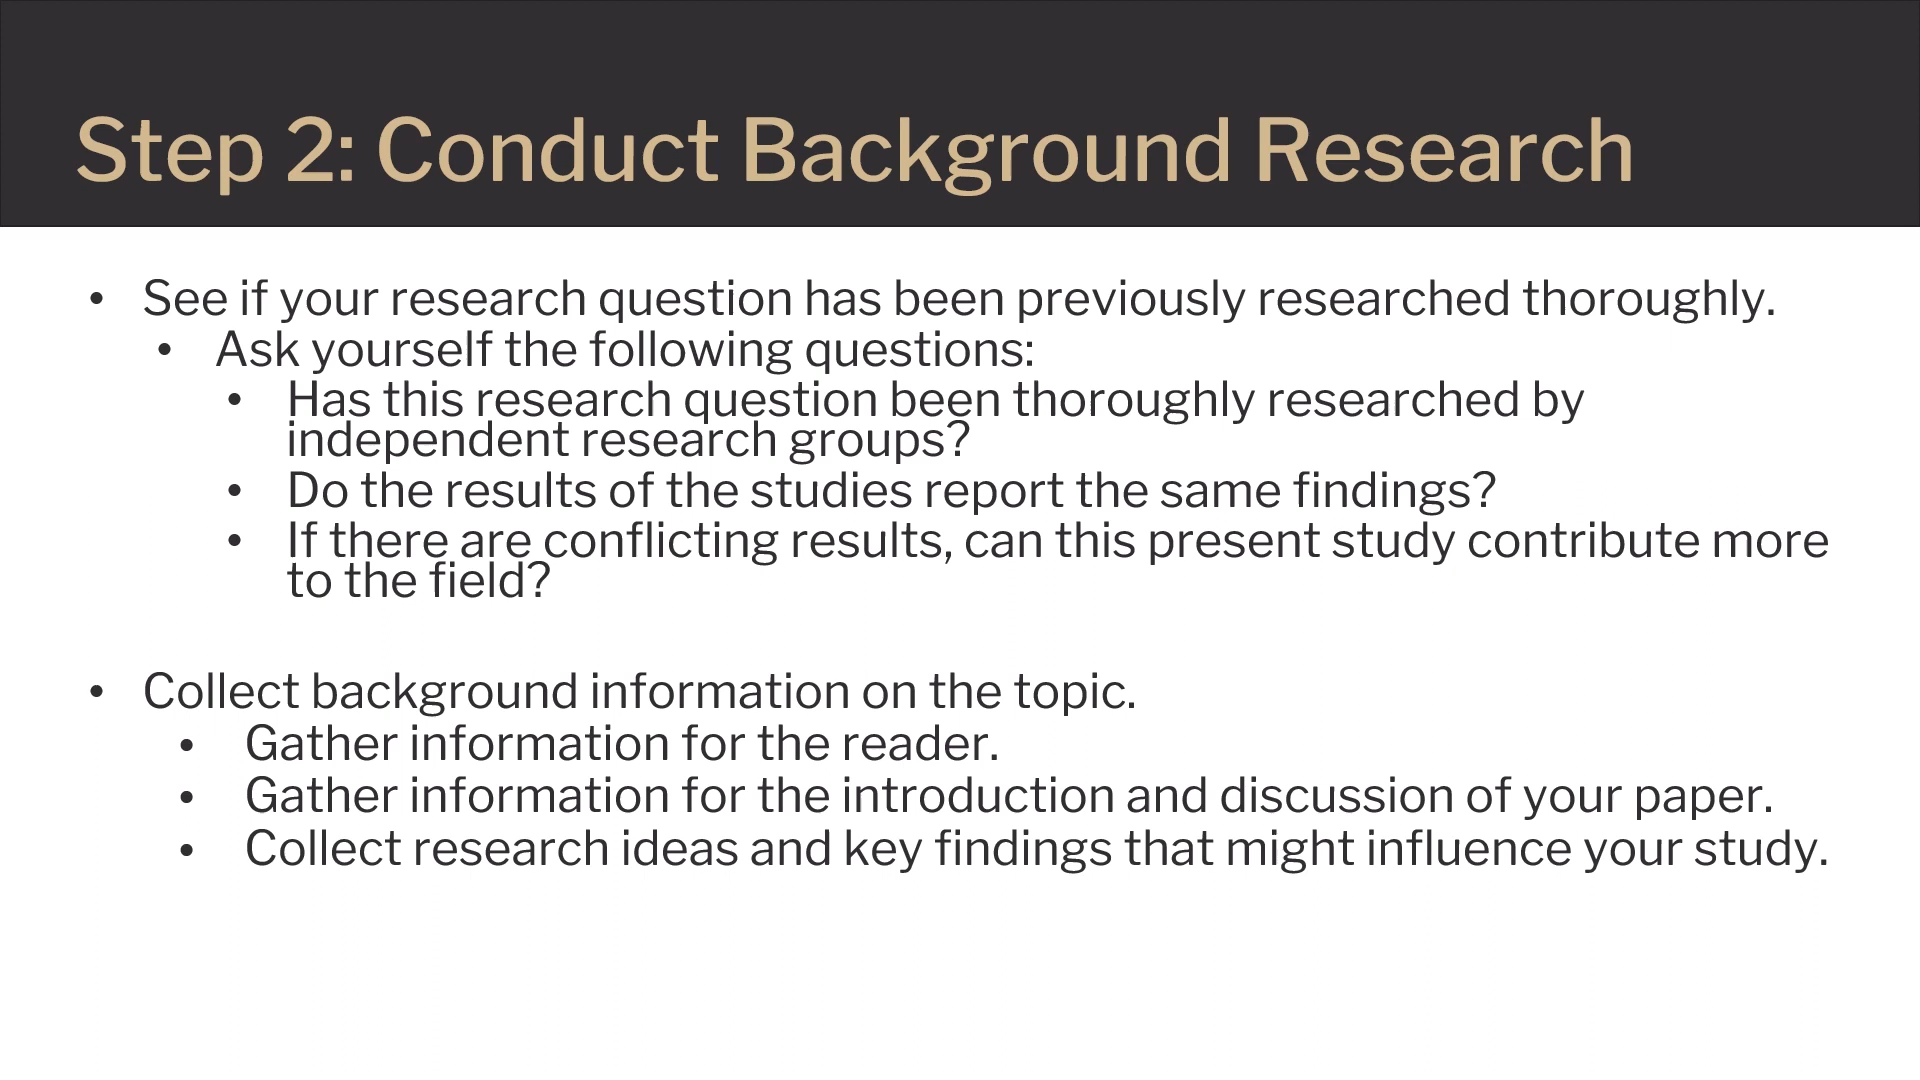 Step 2: Conduct Background Research
• See if your research question has been previously researched thoroughly.
• Ask yourself the following questions:
• Has this research question been thoroughly researched by
independent research groups?
• Do the results of the studies report the same findings?
• If there are conflicting results, can this present study contribute more
to the field?
• Collect background information on the topic.
• Gather information for the reader.
• Gather information for the introduction and discussion of your paper.
• Collect research ideas and key findings that might influence your study.